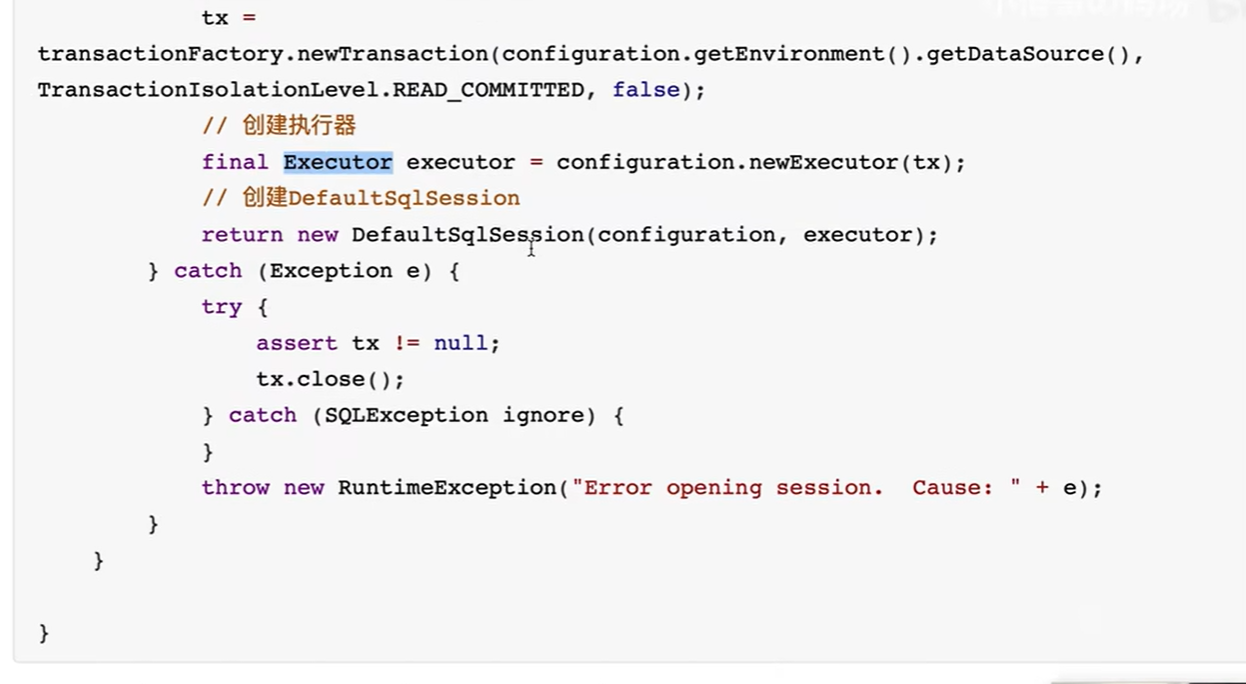 tx =
transactionFactory.newTransaction(configuration.getEnvironment().getDataSource(),
TransactionIsolationLevel.READ_COMMITTED, false);
// 创建执行器
final Executor executor = configuration.newExecutor(tx);
// 创建DefaultSqlSession
return new DefaultSqlSession(configuration, executor);
} catch (Exception e) {
try {
assert tx != null;
tx.close();
} catch (SQLException ignore) {
}
throw new RuntimeException("Error opening session.  Cause: " + e);
}
}
}